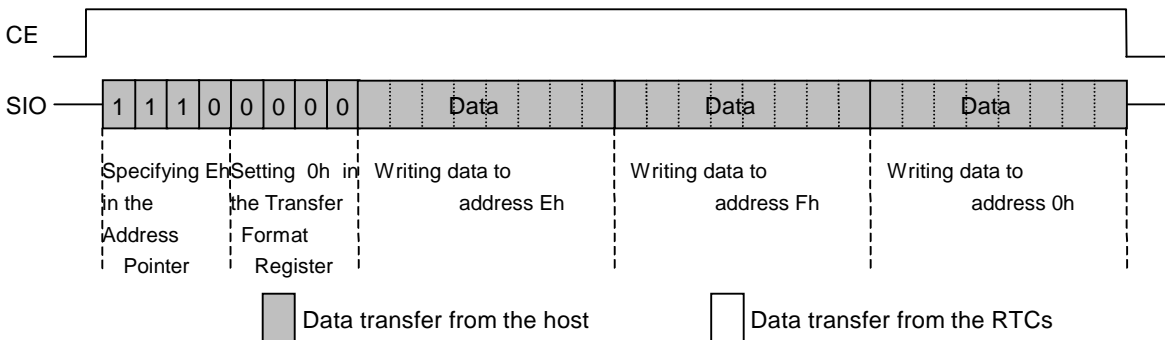 CE
SIO 1 1 1 0 0 0 0 0 Data Data Data
Specifying Eh Setting 0h in Writing data to Writing data to Writing data to
in the the Transfer address Eh address Fh address 0h
Address Format
Pointer Register
Data transfer from the host Data transfer from the RTCs